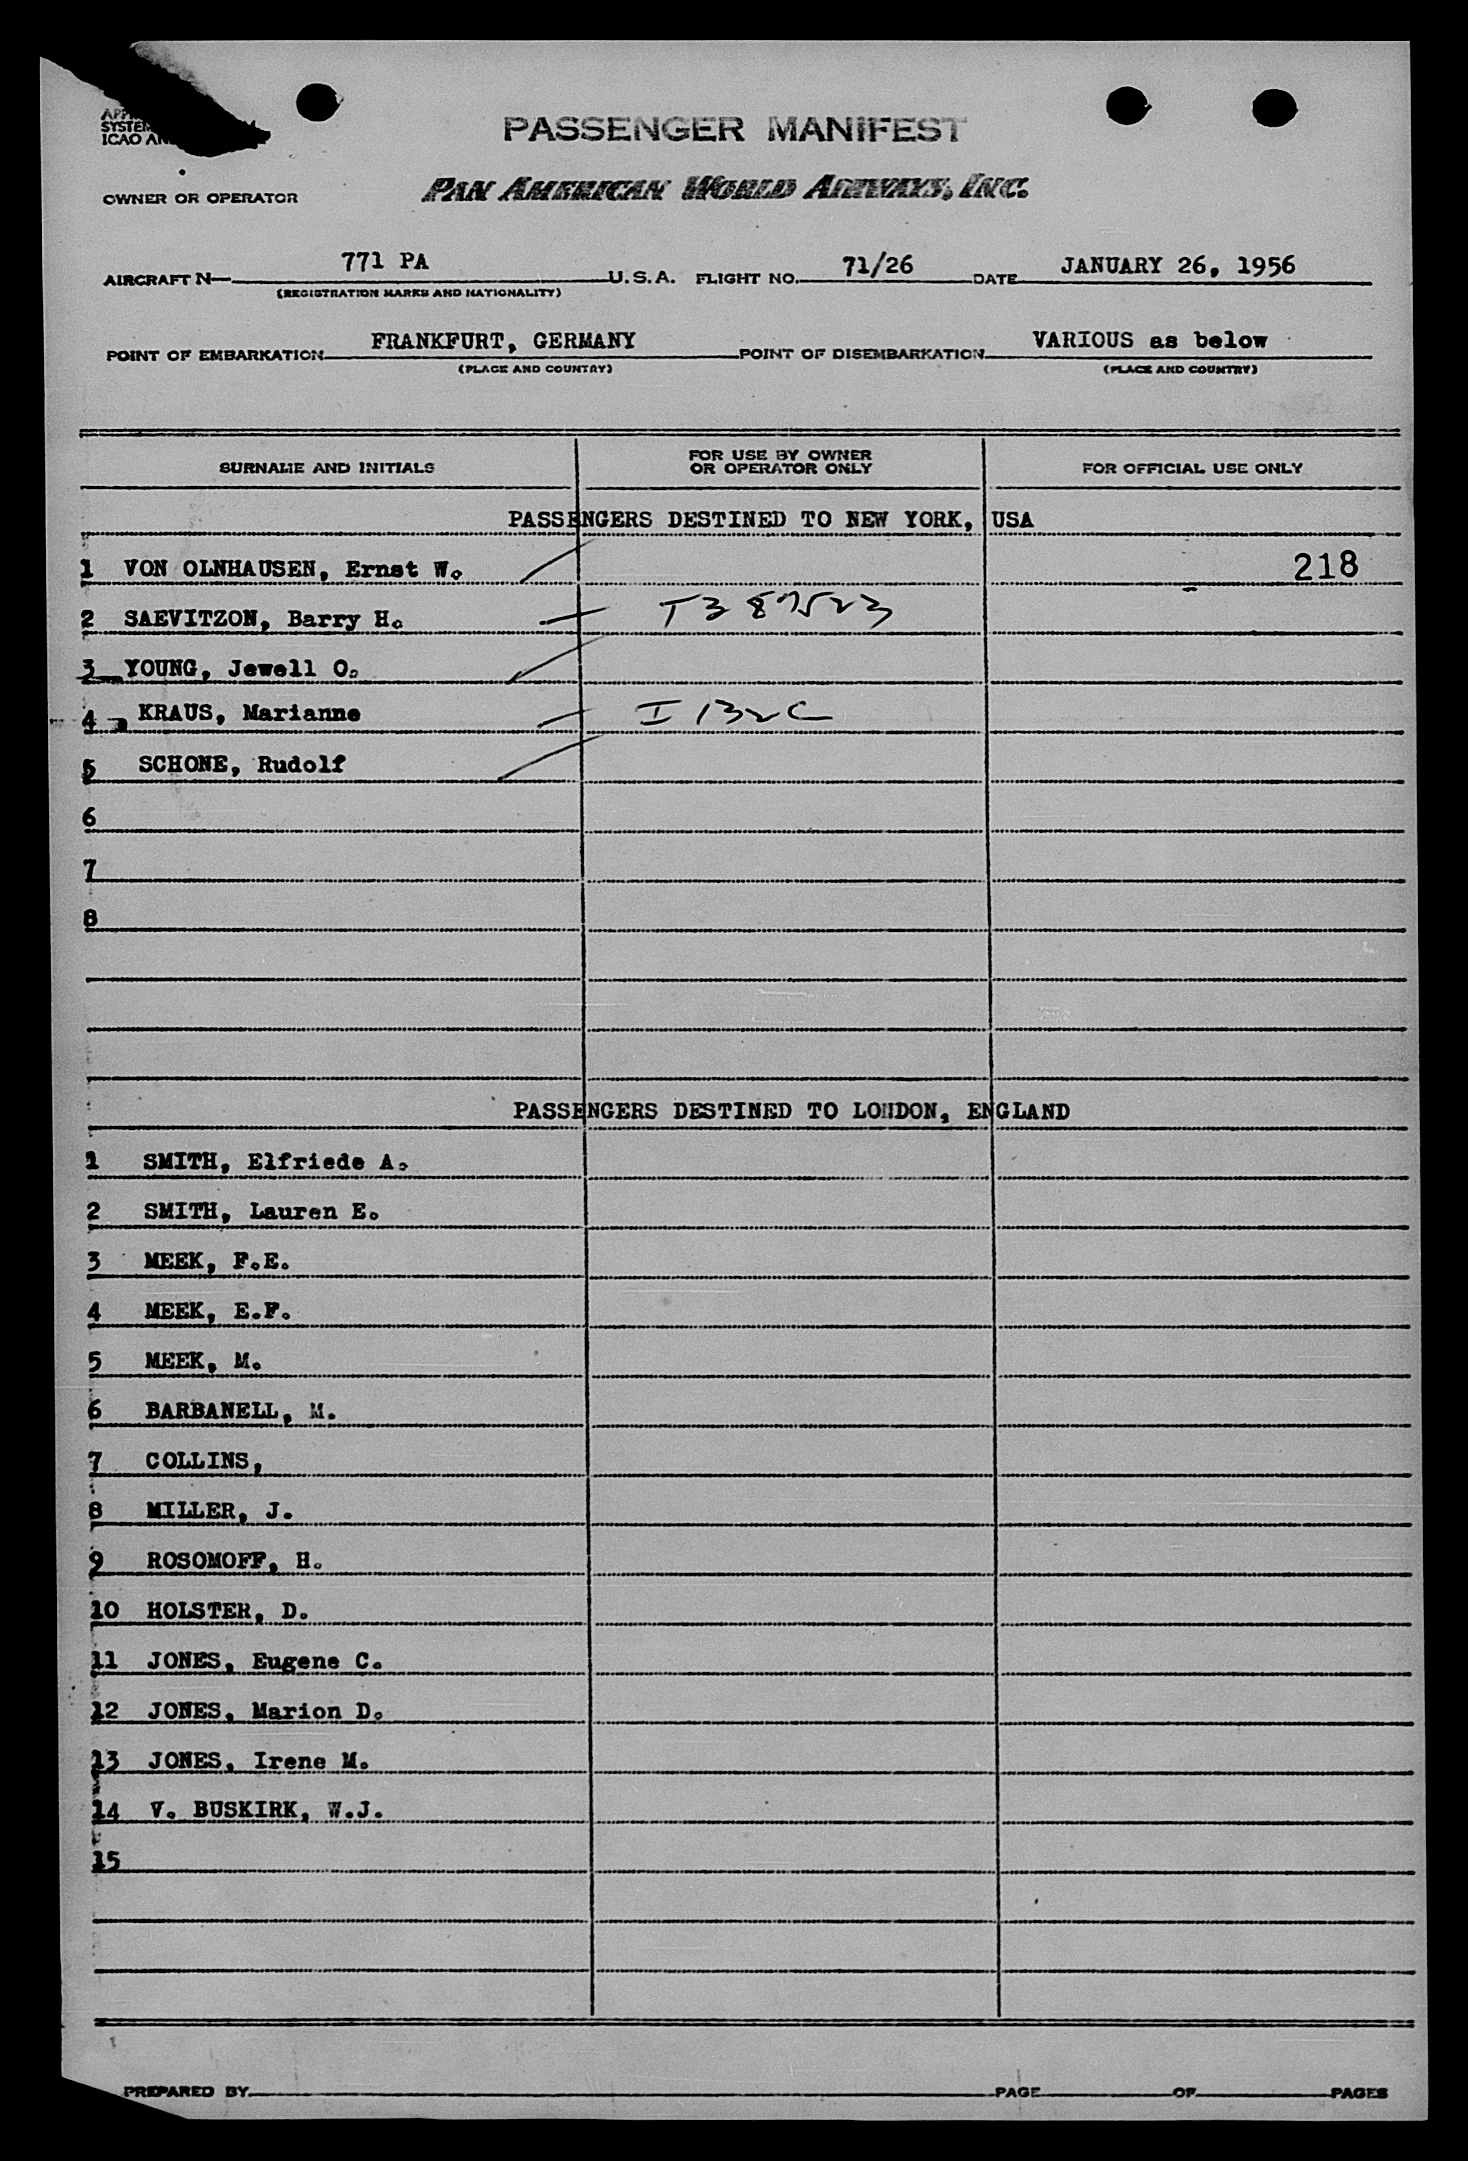 SYSTEM
ICAO
PASSENGER MANIFEST
OWNER OR OPERATOR
PAN AMERICAN WORLD AIRWAYS, INC.
AIRCRAFT N— 771 PA U.S.A. FLIGHT NO. 71/26 DATE JANUARY 26, 1956
(REGISTRATION MARKS AND NATIONALITY)
POINT OF EMBARKATION FRANKFURT, GERMANY POINT OF DISEMBARKATION VARIOUS as below
(PLACE AND COUNTRY) (PLACE AND COUNTRY)
SURNAME AND INITIALS FOR USE BY OWNER OR OPERATOR ONLY FOR OFFICIAL USE ONLY
PASSENGERS DESTINED TO NEW YORK, USA
1 VON OLNHAUSEN, Ernst W. 218
2 SAEVITZON, Barry H. T387523
3 YOUNG, Jewell O.
4 KRAUS, Marianne I 132C
5 SCHONE, Rudolf
6
7
8
PASSENGERS DESTINED TO LONDON, ENGLAND
1 SMITH, Elfriede A.
2 SMITH, Lauren E.
3 MEEK, F.E.
4 MEEK, E.F.
5 MEEK, M.
6 BARBANELL, M.
7 COLLINS,
8 MILLER, J.
9 ROSOMOFF, H.
10 HOLSTER, D.
11 JONES, Eugene C.
12 JONES, Marion D.
13 JONES, Irene M.
14 V. BUSKIRK, W.J.
15
PREPARED BY PAGE OF PAGES